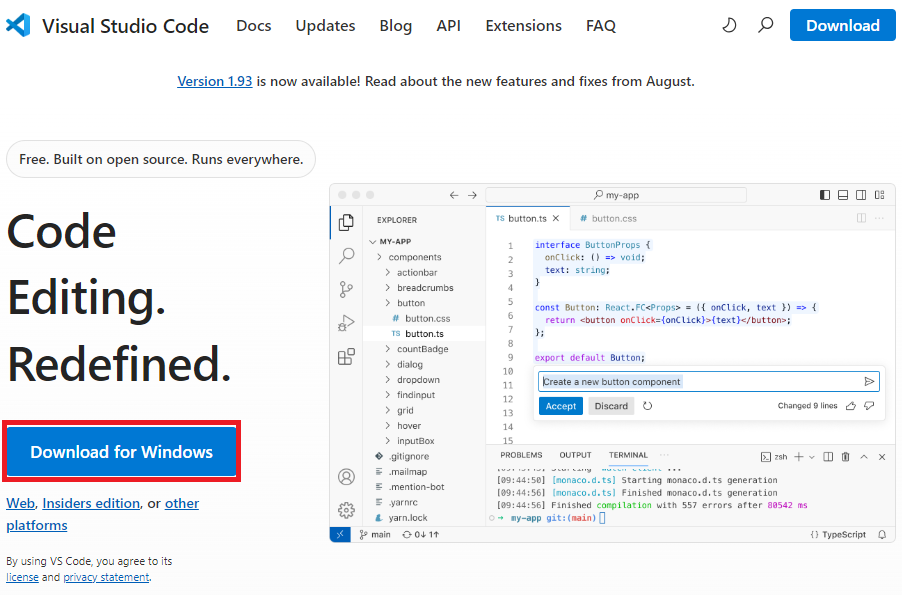 Visual Studio Code Docs Updates Blog API Extensions FAQ Download
Version 1.93 is now available! Read about the new features and fixes from August.
Free. Built on open source. Runs everywhere.
Code
Editing.
Redefined.
Download for Windows
Web, Insiders edition, or other
platforms
By using VS Code, you agree to its
license and privacy statement.
my-app
EXPLORER
MY-APP
components
actionbar
breadcrumbs
button
# button.css
TS button.ts
countBadge
dialog
dropdown
findinput
grid
hover
inputBox
.gitignore
.mailmap
.mention-bot
.yarnrc
yarn.lock
TS button.ts
# button.css
1 interface ButtonProps {
2 onClick: () => void;
3 text: string;
4 }
5
6 const Button: React.FC<Props> = ({ onClick, text }) => {
7 return <button onClick={onClick}>{text}</button>;
7 };
8
9 export default Button;
10
11
12
13
14
15
Create a new button component
Accept Discard Changed 9 lines
PROBLEMS OUTPUT TERMINAL ··· zsh
[09:44:50] [monaco.d.ts] Starting monaco.d.ts generation
[09:44:56] [monaco.d.ts] Finished monaco.d.ts generation
[09:44:56] Finished compilation with 557 errors after 80542 ms
my-app git:(main)
main 0↓ 1↑ {} TypeScript